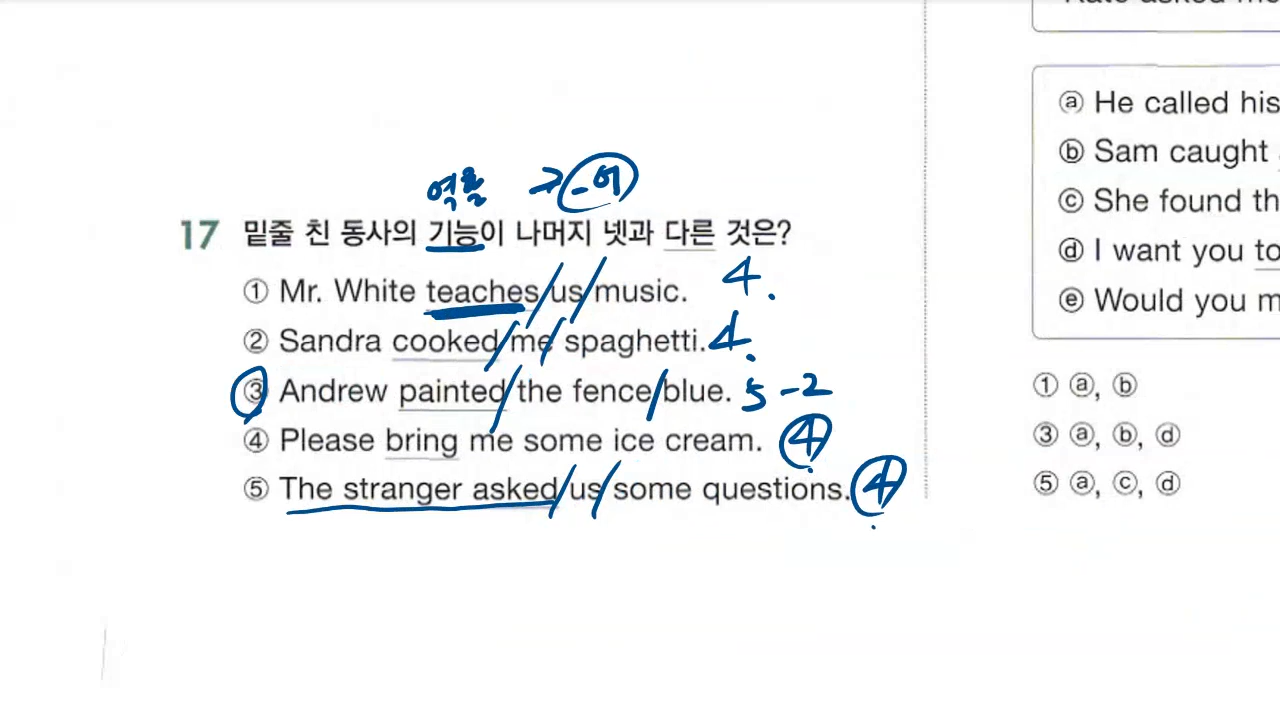 역할
17 밑줄 친 동사의 기능이 나머지 넷과 다른 것은?
① Mr. White teaches us music. 4.
② Sandra cooked me spaghetti. 4.
③ Andrew painted the fence blue. 5-2
④ Please bring me some ice cream. ④
⑤ The stranger asked us some questions. ④
ⓐ He called his
ⓑ Sam caught
ⓒ She found th
ⓓ I want you to
ⓔ Would you m
① ⓐ, ⓑ
③ ⓐ, ⓑ, ⓓ
⑤ ⓐ, ⓒ, ⓓ